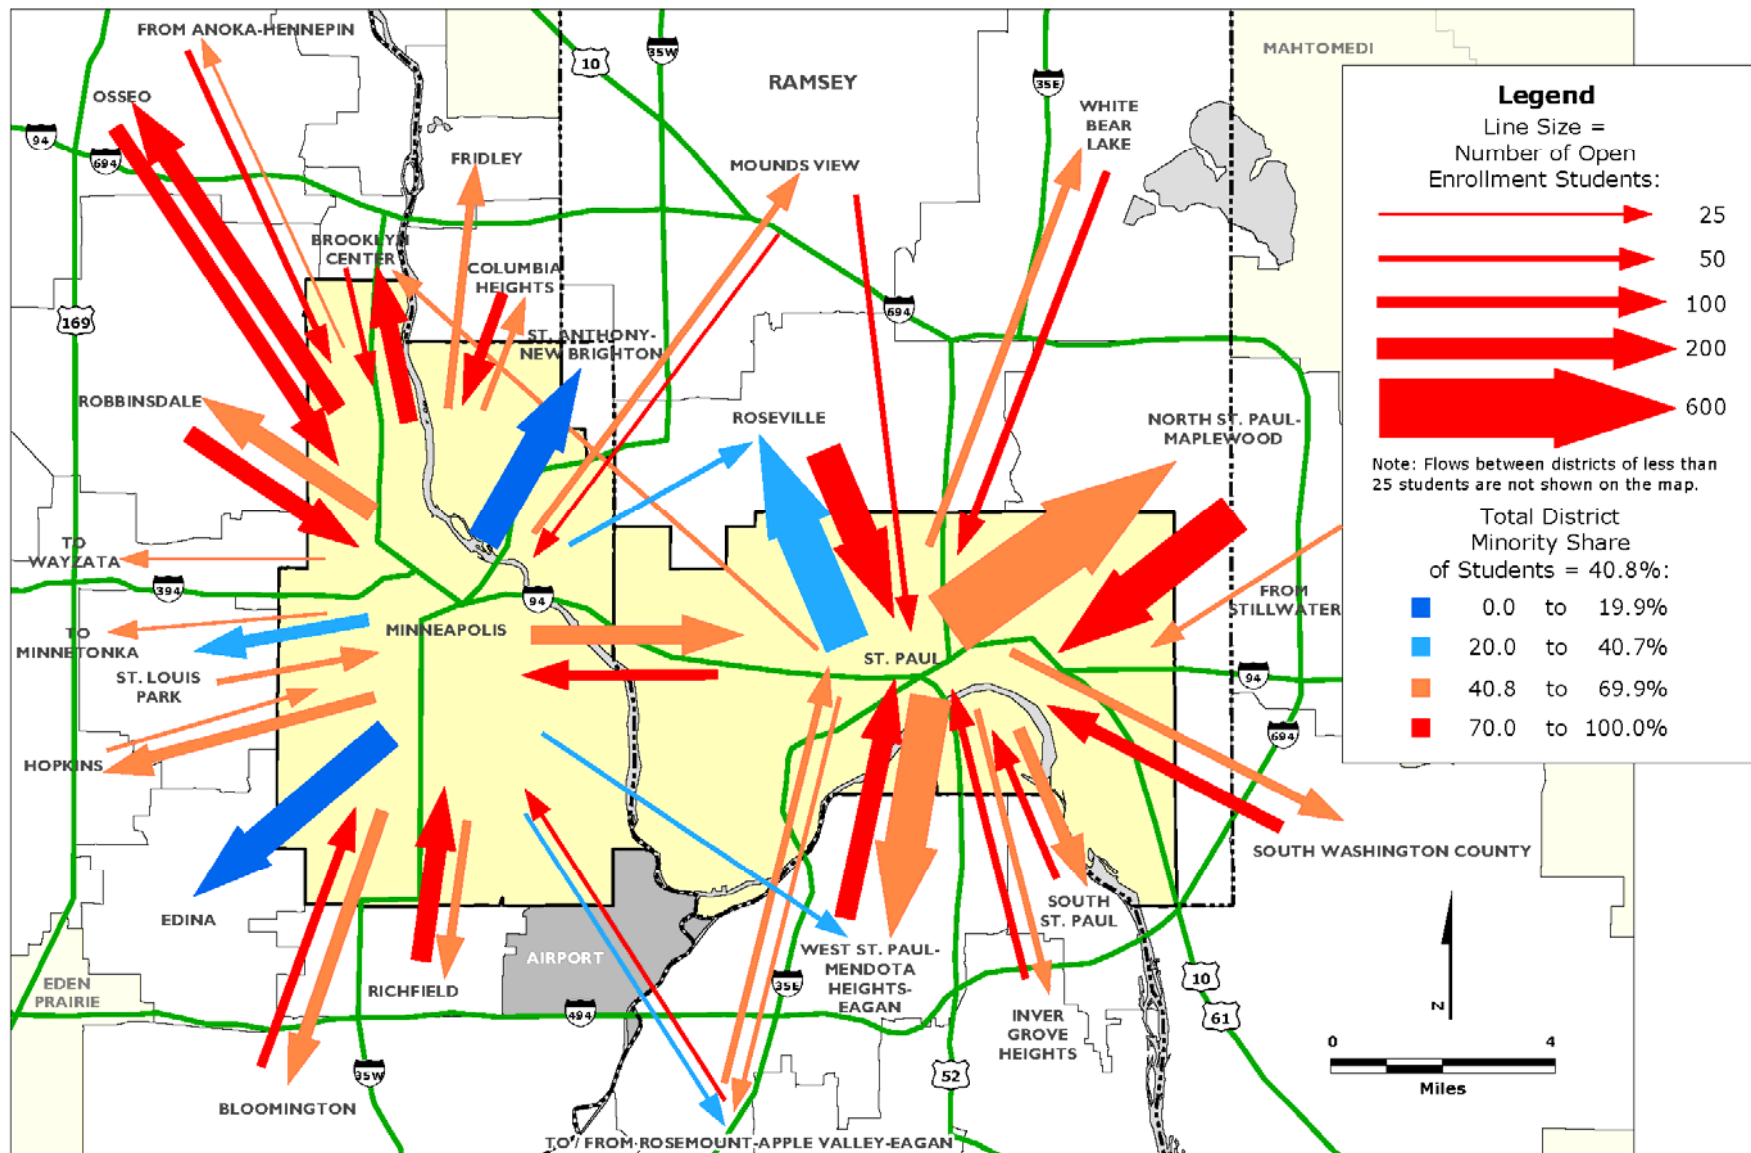 FROM ANOKA-HENNEPIN
OSSEO
94
694
10
35W
RAMSEY
35E
WHITE
BEAR
LAKE
MAHTOMEDI
FRIDLEY
MOUNDS VIEW
BROOKLYN
CENTER
COLUMBIA
HEIGHTS
169
694
ST. ANTHONY-
NEW BRIGHTON
ROBBINSDALE
ROSEVILLE
NORTH ST. PAUL-
MAPLEWOOD
TO
WAYZATA
394
94
FROM
STILLWATER
TO
MINNETONKA
MINNEAPOLIS
ST. PAUL
ST. LOUIS
PARK
94
694
HOPKINS
SOUTH WASHINGTON COUNTY
EDINA
SOUTH
ST. PAUL
AIRPORT
WEST ST. PAUL-
MENDOTA
HEIGHTS-
EAGAN
EDEN
PRAIRIE
RICHFIELD
35E
10
61
494
INVER
GROVE
HEIGHTS
35W
52
BLOOMINGTON
TO / FROM ROSEMOUNT-APPLE VALLEY-EAGAN
Legend
Line Size =
Number of Open
Enrollment Students:
25
50
100
200
600
Note: Flows between districts of less than
25 students are not shown on the map.
Total District
Minority Share
of Students = 40.8%:
0.0 to 19.9%
20.0 to 40.7%
40.8 to 69.9%
70.0 to 100.0%
N
0 4
Miles